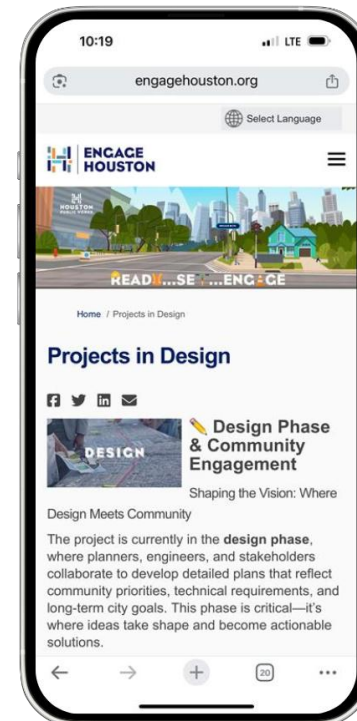 10:19
LTE
engagehouston.org
Select Language
ENGAGE
HOUSTON
HOUSTON
PUBLIC WORKS
READY...SET...ENGAGE
Home / Projects in Design
Projects in Design
DESIGN
✏️ Design Phase
& Community
Engagement
Shaping the Vision: Where
Design Meets Community
The project is currently in the design phase,
where planners, engineers, and stakeholders
collaborate to develop detailed plans that reflect
community priorities, technical requirements, and
long-term city goals. This phase is critical—it's
where ideas take shape and become actionable
solutions.
20